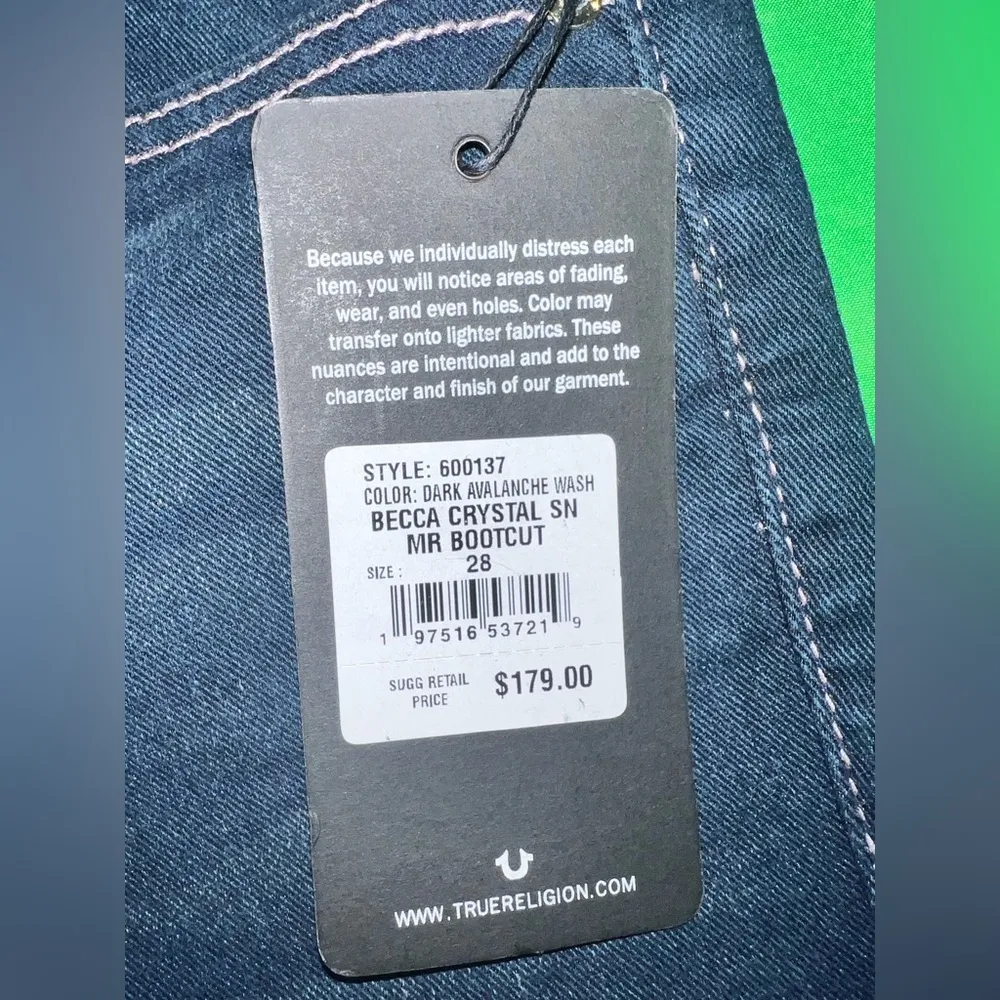 Because we individually distress each
item, you will notice areas of fading,
wear, and even holes. Color may
transfer onto lighter fabrics. These
nuances are intentional and add to the
character and finish of our garment.
STYLE: 600137
COLOR: DARK AVALANCHE WASH
BECCA CRYSTAL SN
MR BOOTCUT
SIZE : 28
1 97516 53721 9
SUGG RETAIL
PRICE
$179.00
WWW.TRUERELIGION.COM